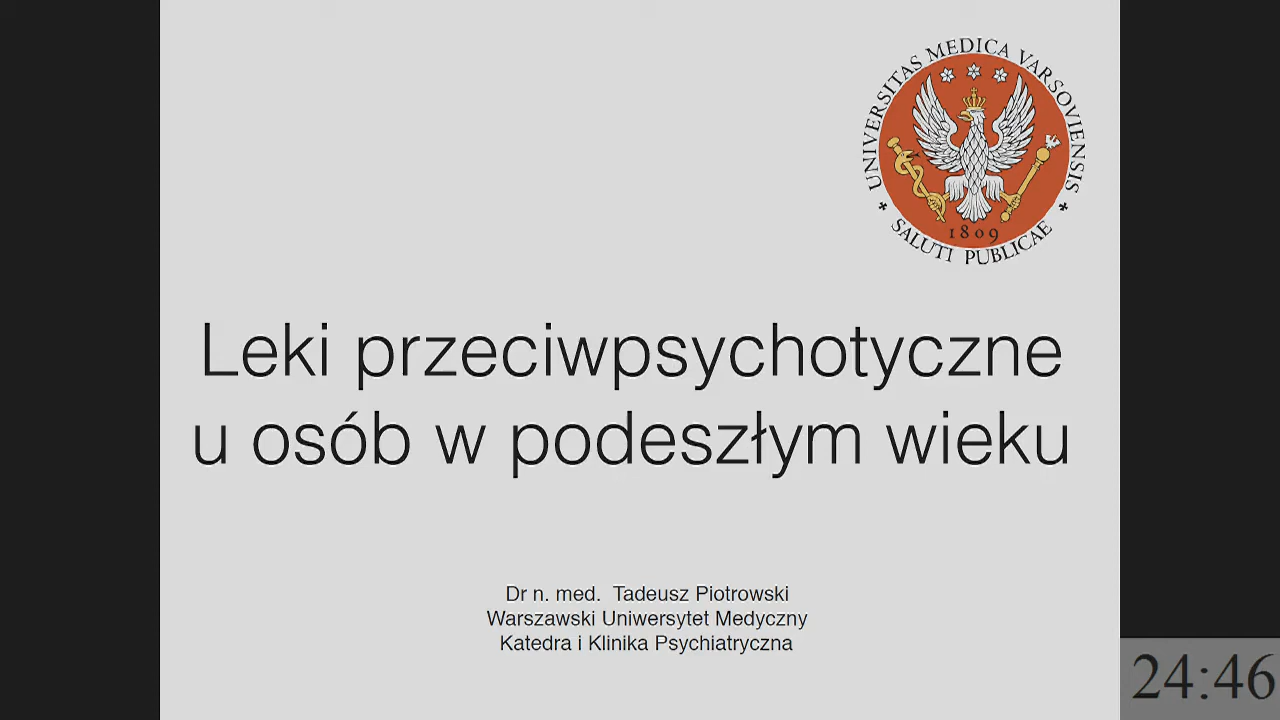 UNIVERSITAS MEDICA VARSOVIENSIS
1809
SALUTI PUBLICAE
Leki przeciwpsychotyczne
u osób w podeszłym wieku
Dr n. med.  Tadeusz Piotrowski
Warszawski Uniwersytet Medyczny
Katedra i Klinika Psychiatryczna
24:46